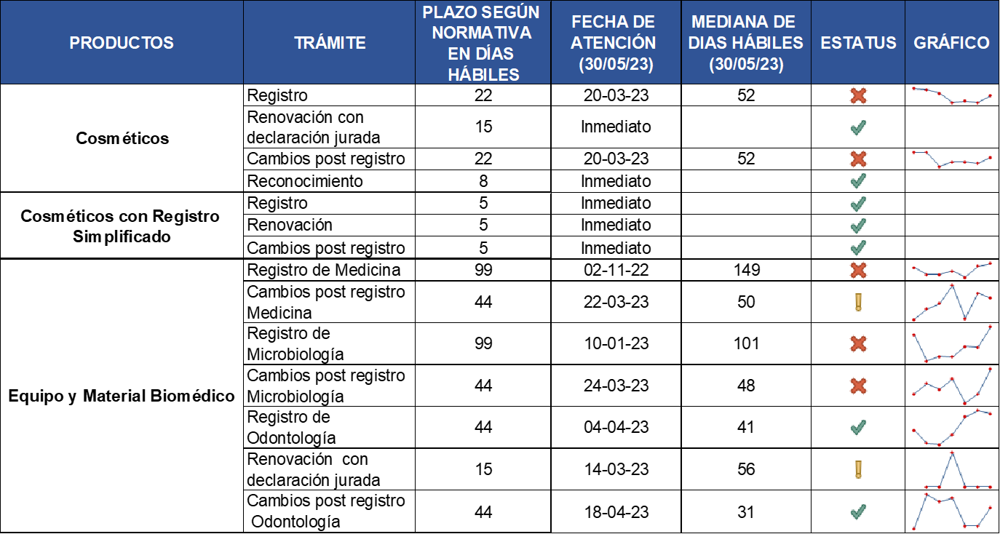 PRODUCTOS
TRÁMITE
PLAZO SEGÚN
NORMATIVA
EN DÍAS
HÁBILES
FECHA DE
ATENCIÓN
(30/05/23)
MEDIANA DE
DIAS HÁBILES
(30/05/23)
ESTATUS
GRÁFICO
Cosméticos
Registro
22
20-03-23
52
Renovación con
declaración jurada
15
Inmediato
Cambios post registro
22
20-03-23
52
Reconocimiento
8
Inmediato
Cosméticos con Registro
Simplificado
Registro
5
Inmediato
Renovación
5
Inmediato
Cambios post registro
5
Inmediato
Equipo y Material Biomédico
Registro de Medicina
99
02-11-22
149
Cambios post registro
Medicina
44
22-03-23
50
Registro de
Microbiología
99
10-01-23
101
Cambios post registro
Microbiología
44
24-03-23
48
Registro de
Odontología
44
04-04-23
41
Renovación con
declaración jurada
15
14-03-23
56
Cambios post registro
Odontología
44
18-04-23
31